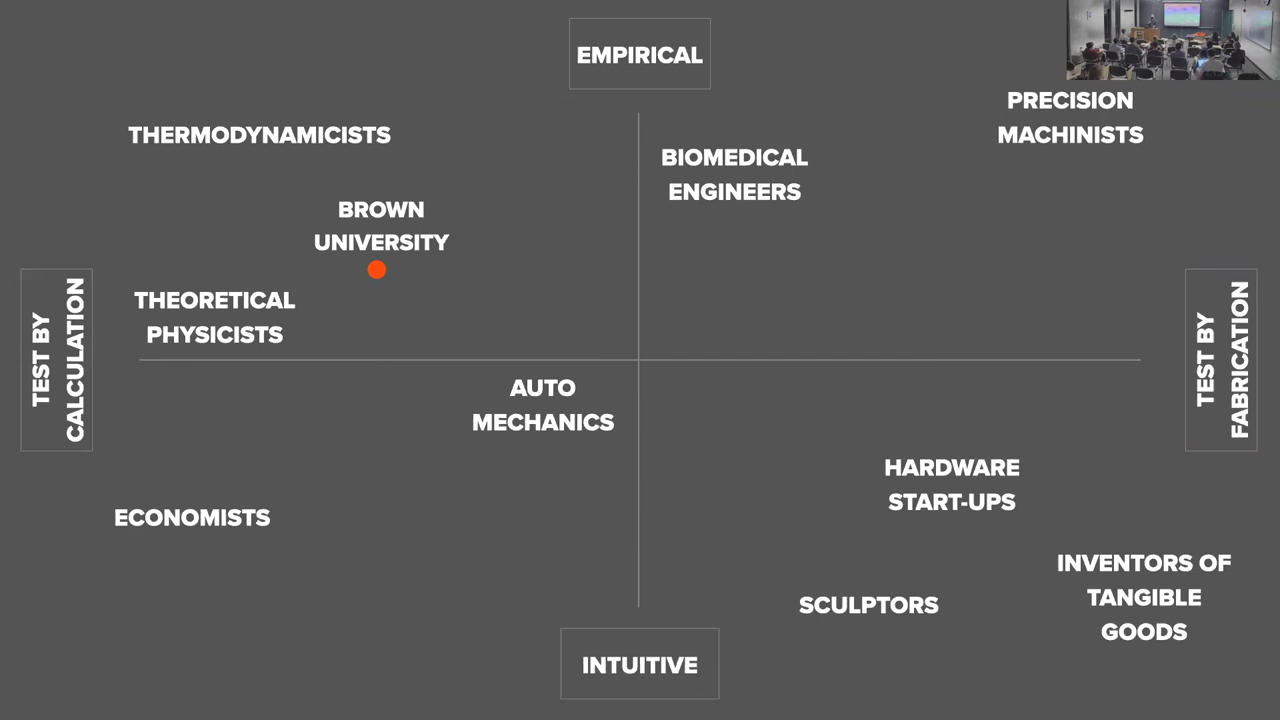 EMPIRICAL
PRECISION
MACHINISTS
THERMODYNAMICISTS
BIOMEDICAL
ENGINEERS
BROWN
UNIVERSITY
THEORETICAL
PHYSICISTS
TEST BY
CALCULATION
TEST BY
FABRICATION
AUTO
MECHANICS
HARDWARE
START-UPS
ECONOMISTS
INVENTORS OF
TANGIBLE
GOODS
SCULPTORS
INTUITIVE